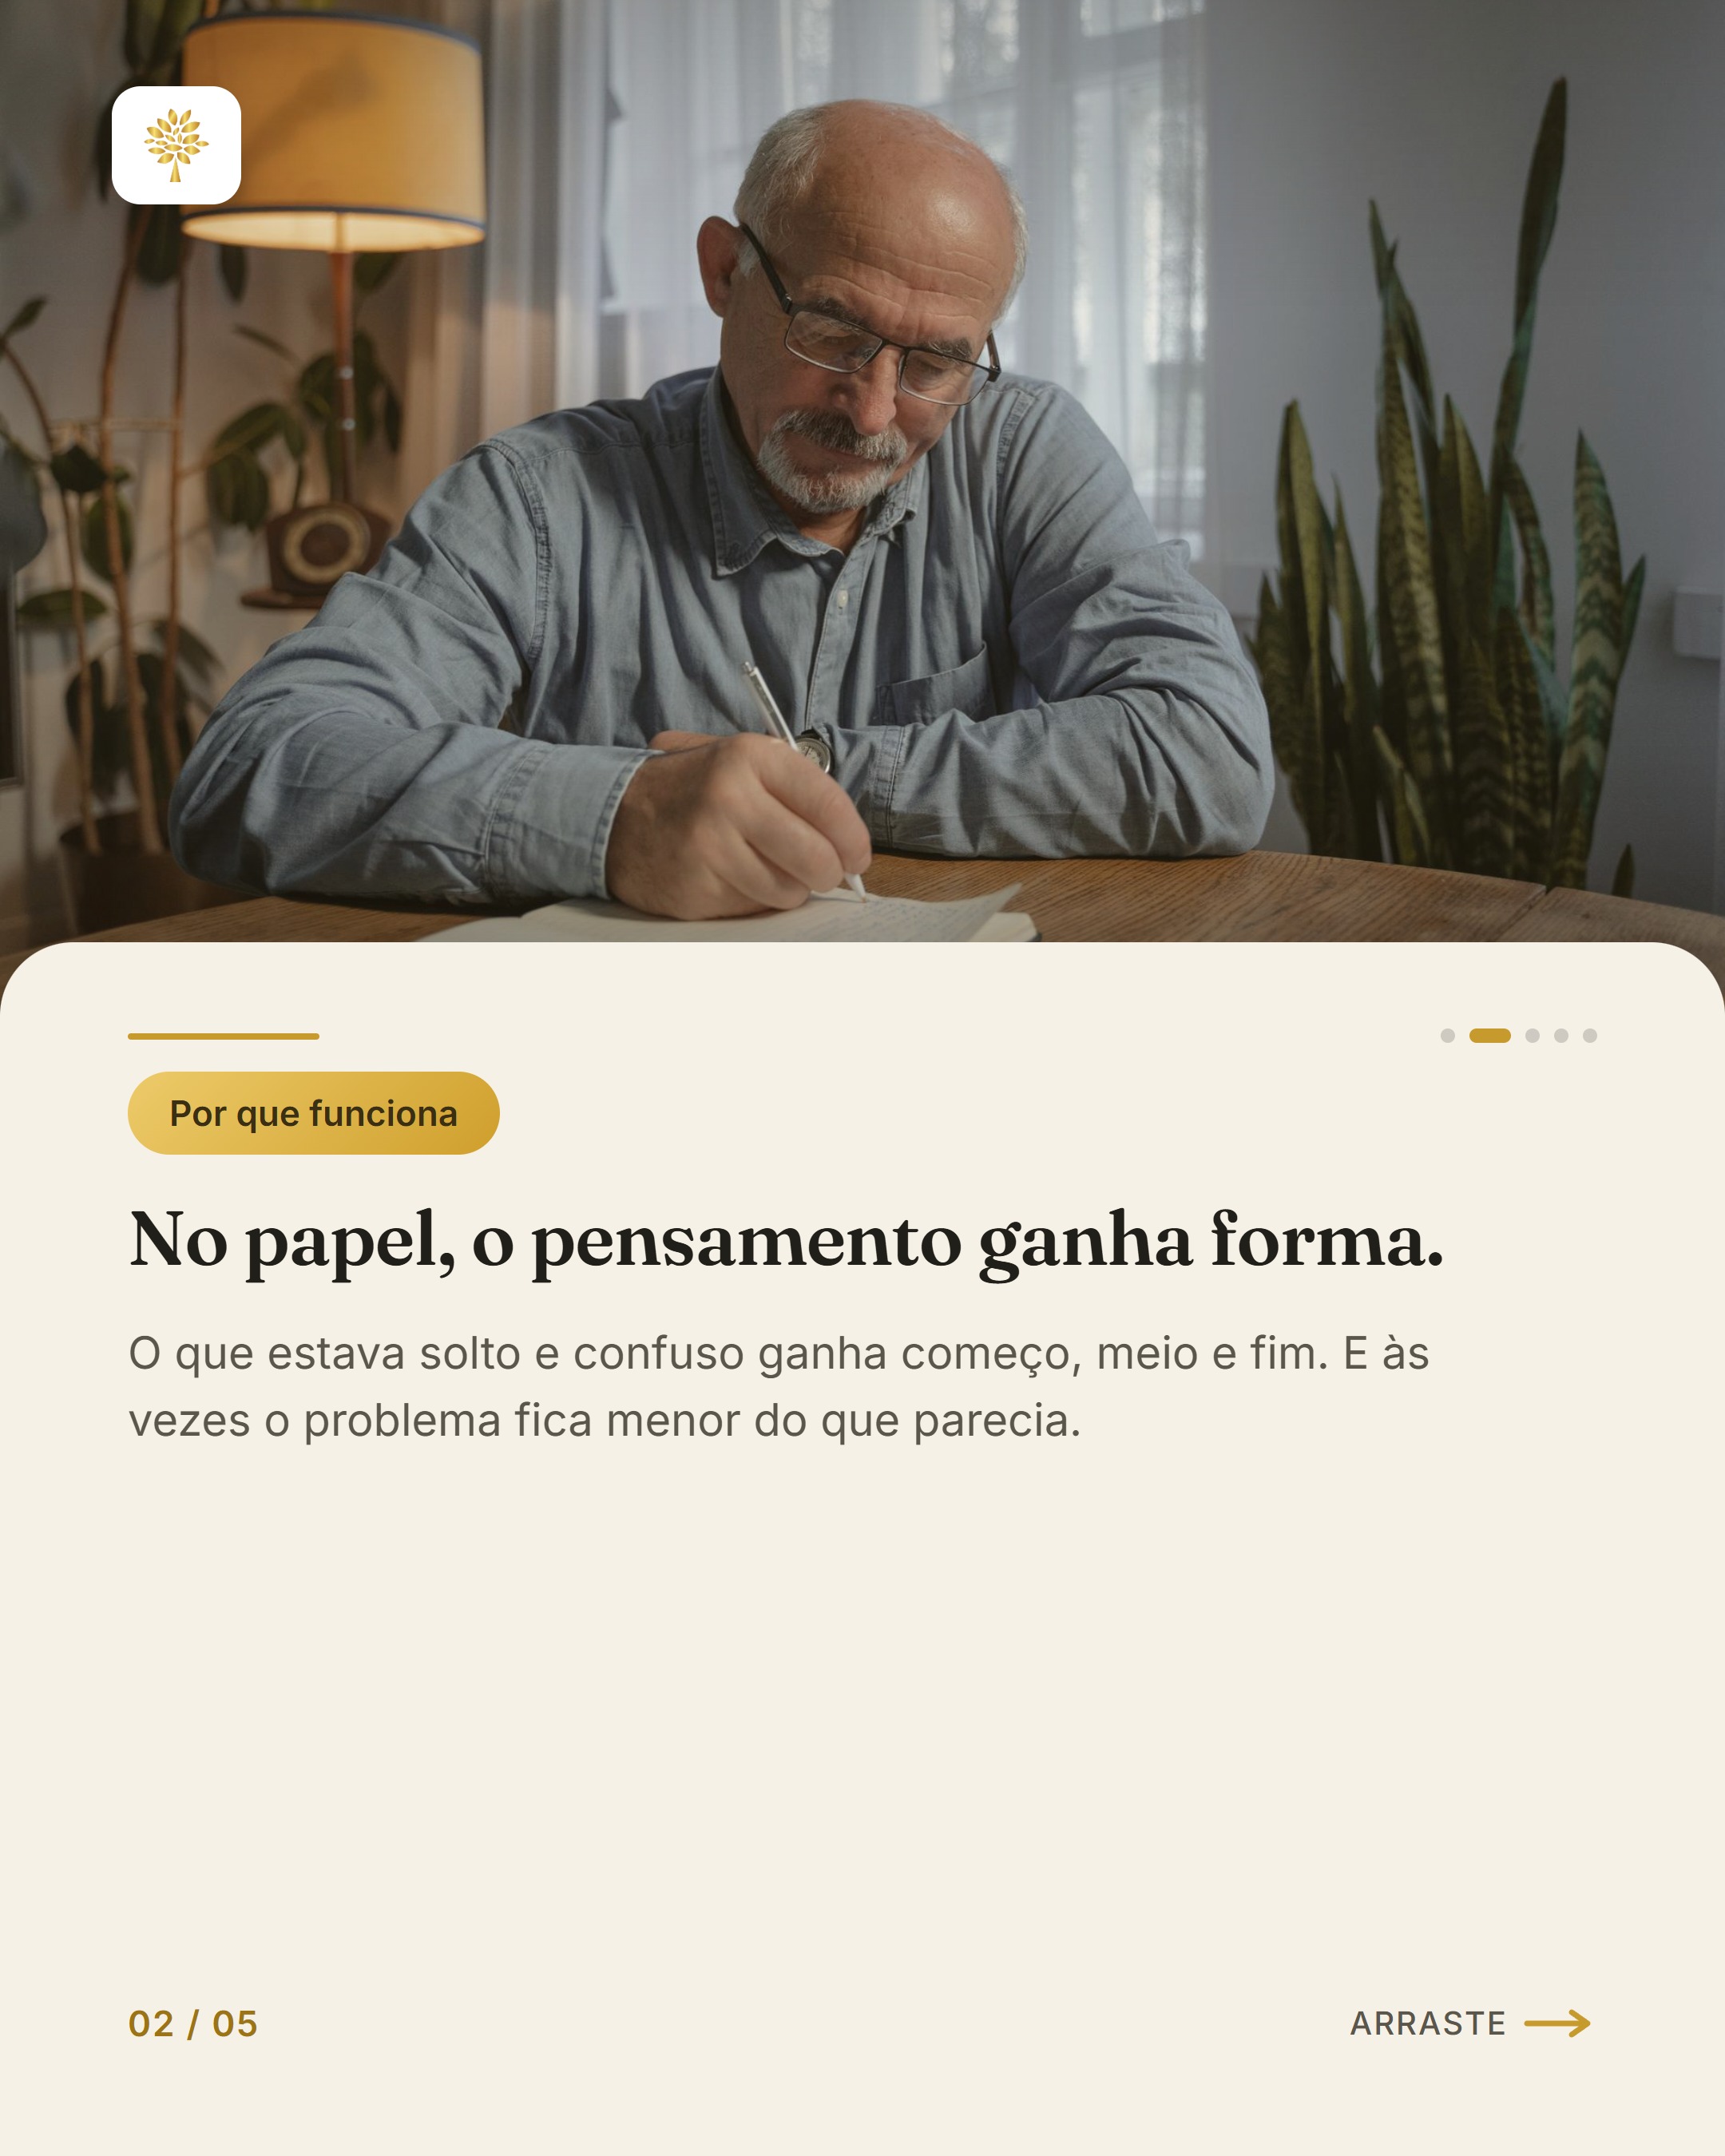 Por que funciona
No papel, o pensamento ganha forma.
O que estava solto e confuso ganha começo, meio e fim. E às
vezes o problema fica menor do que parecia.
02 / 05
ARRASTE